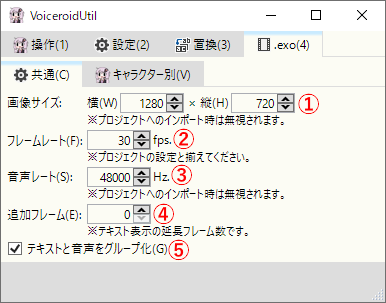 VoiceroidUtil
操作(1) 設定(2) 置換(3) .exo(4)
共通(C) キャラクター別(V)
画像サイズ: 横(W) 1280 × 縦(H) 720 ①
※プロジェクトへのインポート時は無視されます。
フレームレート(F): 30 fps. ②
※プロジェクトの設定と揃えてください。
音声レート(S): 48000 Hz. ③
※プロジェクトへのインポート時は無視されます。
追加フレーム(E): 0 ④
※テキスト表示の延長フレーム数です。
テキストと音声をグループ化(G) ⑤